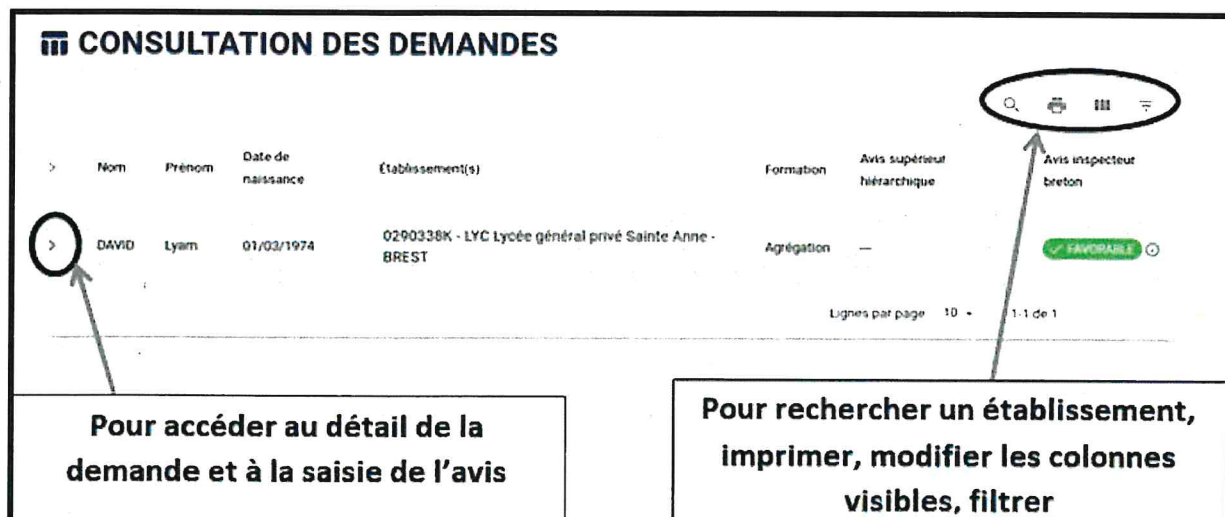 CONSULTATION DES DEMANDES
Nom Prénom Date de naissance Établissement(s) Formation Avis supérieur hiérarchique Avis inspecteur breton
DAVID Lyam 01/03/1974 0290338K - LYC Lycée général privé Sainte Anne - BREST Agrégation — FAVORABLE
Lignes par page 10 1-1 de 1
Pour accéder au détail de la
demande et à la saisie de l'avis
Pour rechercher un établissement,
imprimer, modifier les colonnes
visibles, filtrer